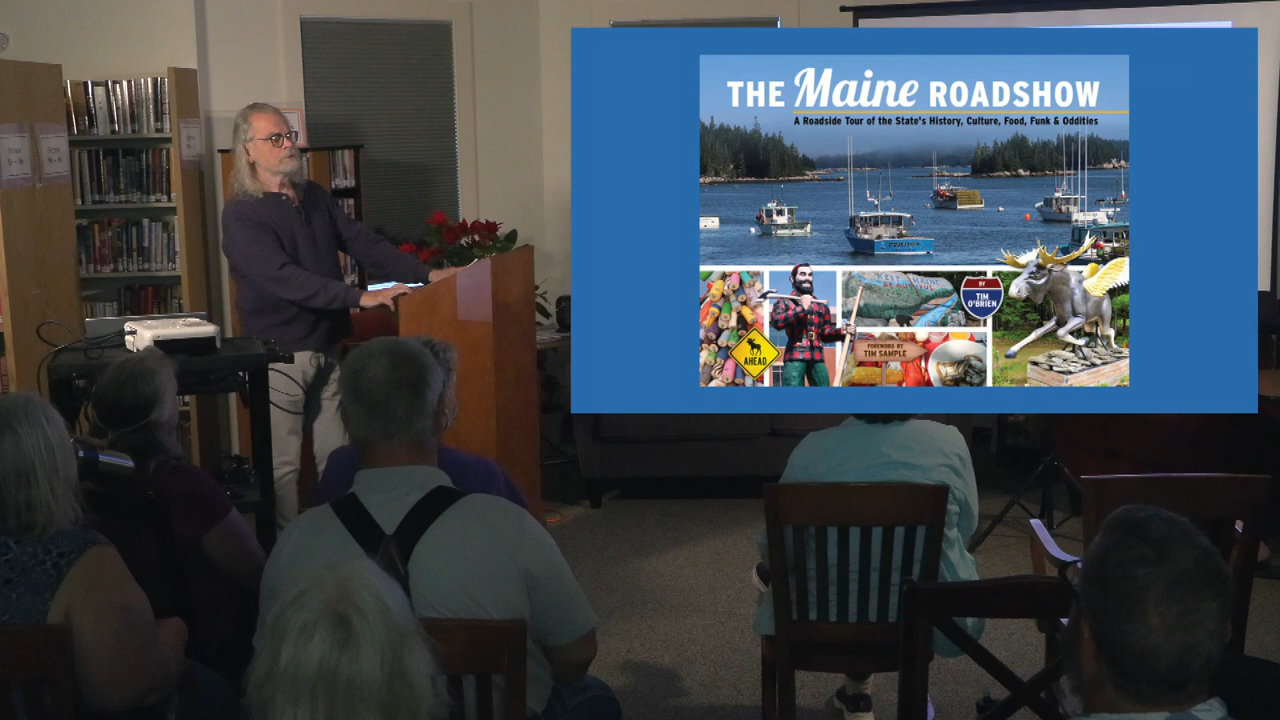 THE Maine ROADSHOW
A Roadside Tour of the State's History, Culture, Food, Funk & Oddities
BY
TIM
O'BRIEN
AHEAD
FOREWORD BY
TIM SAMPLE